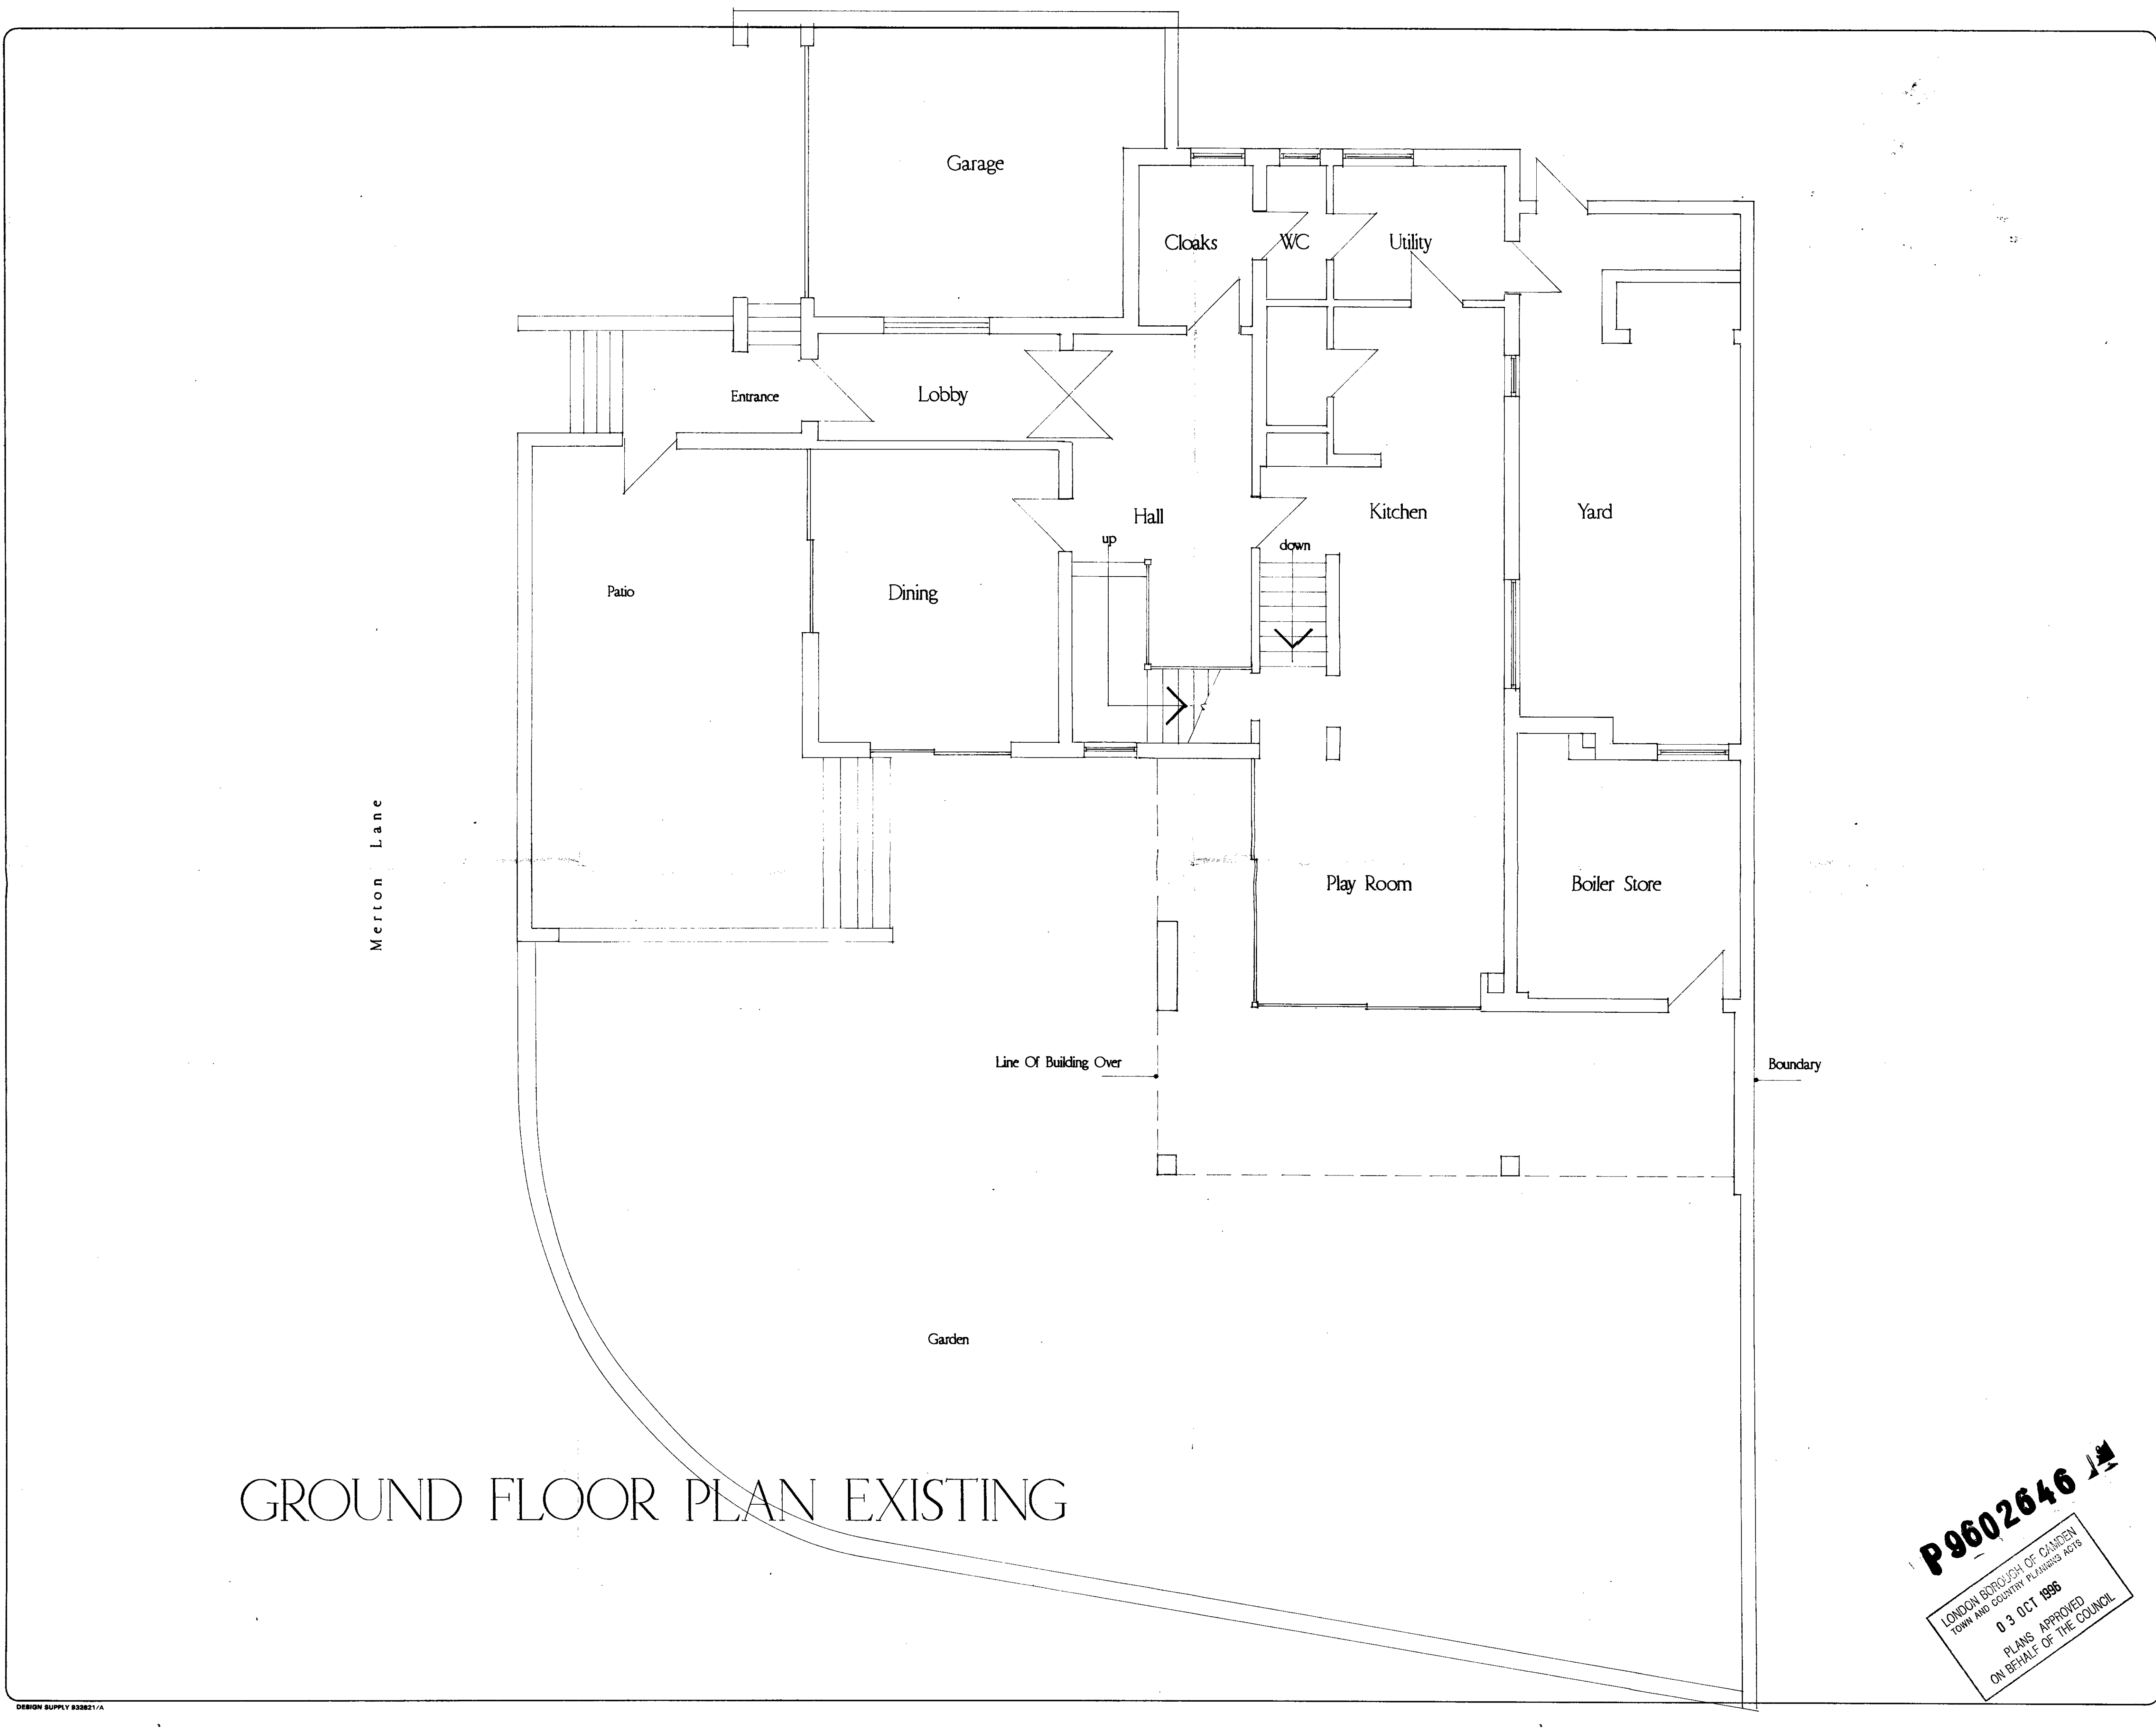 Garage
Cloaks
WC
Utility
Entrance
Lobby
Hall
Kitchen
Yard
up
down
Patio
Dining
Merton Lane
Play Room
Boiler Store
Line Of Building Over
Boundary
Garden
GROUND FLOOR PLAN EXISTING
P9602646
LONDON BOROUGH OF CAMDEN
TOWN AND COUNTRY PLANNING ACTS
03 OCT 1996
PLANS APPROVED
ON BEHALF OF THE COUNCIL
DESIGN SUPPLY 932821/A